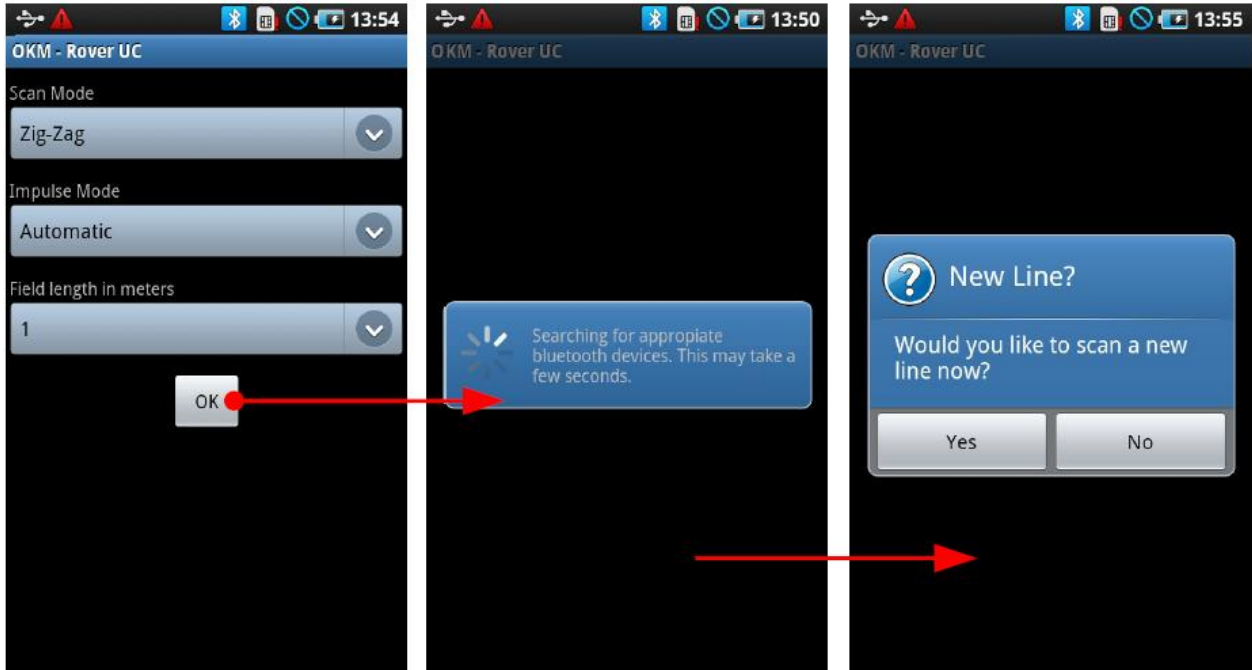 13:54
OKM - Rover UC
Scan Mode
Zig-Zag
Impulse Mode
Automatic
Field length in meters
1
OK
13:50
OKM - Rover UC
Searching for appropiate
bluetooth devices. This may take a
few seconds.
13:55
OKM - Rover UC
New Line?
Would you like to scan a new
line now?
Yes
No